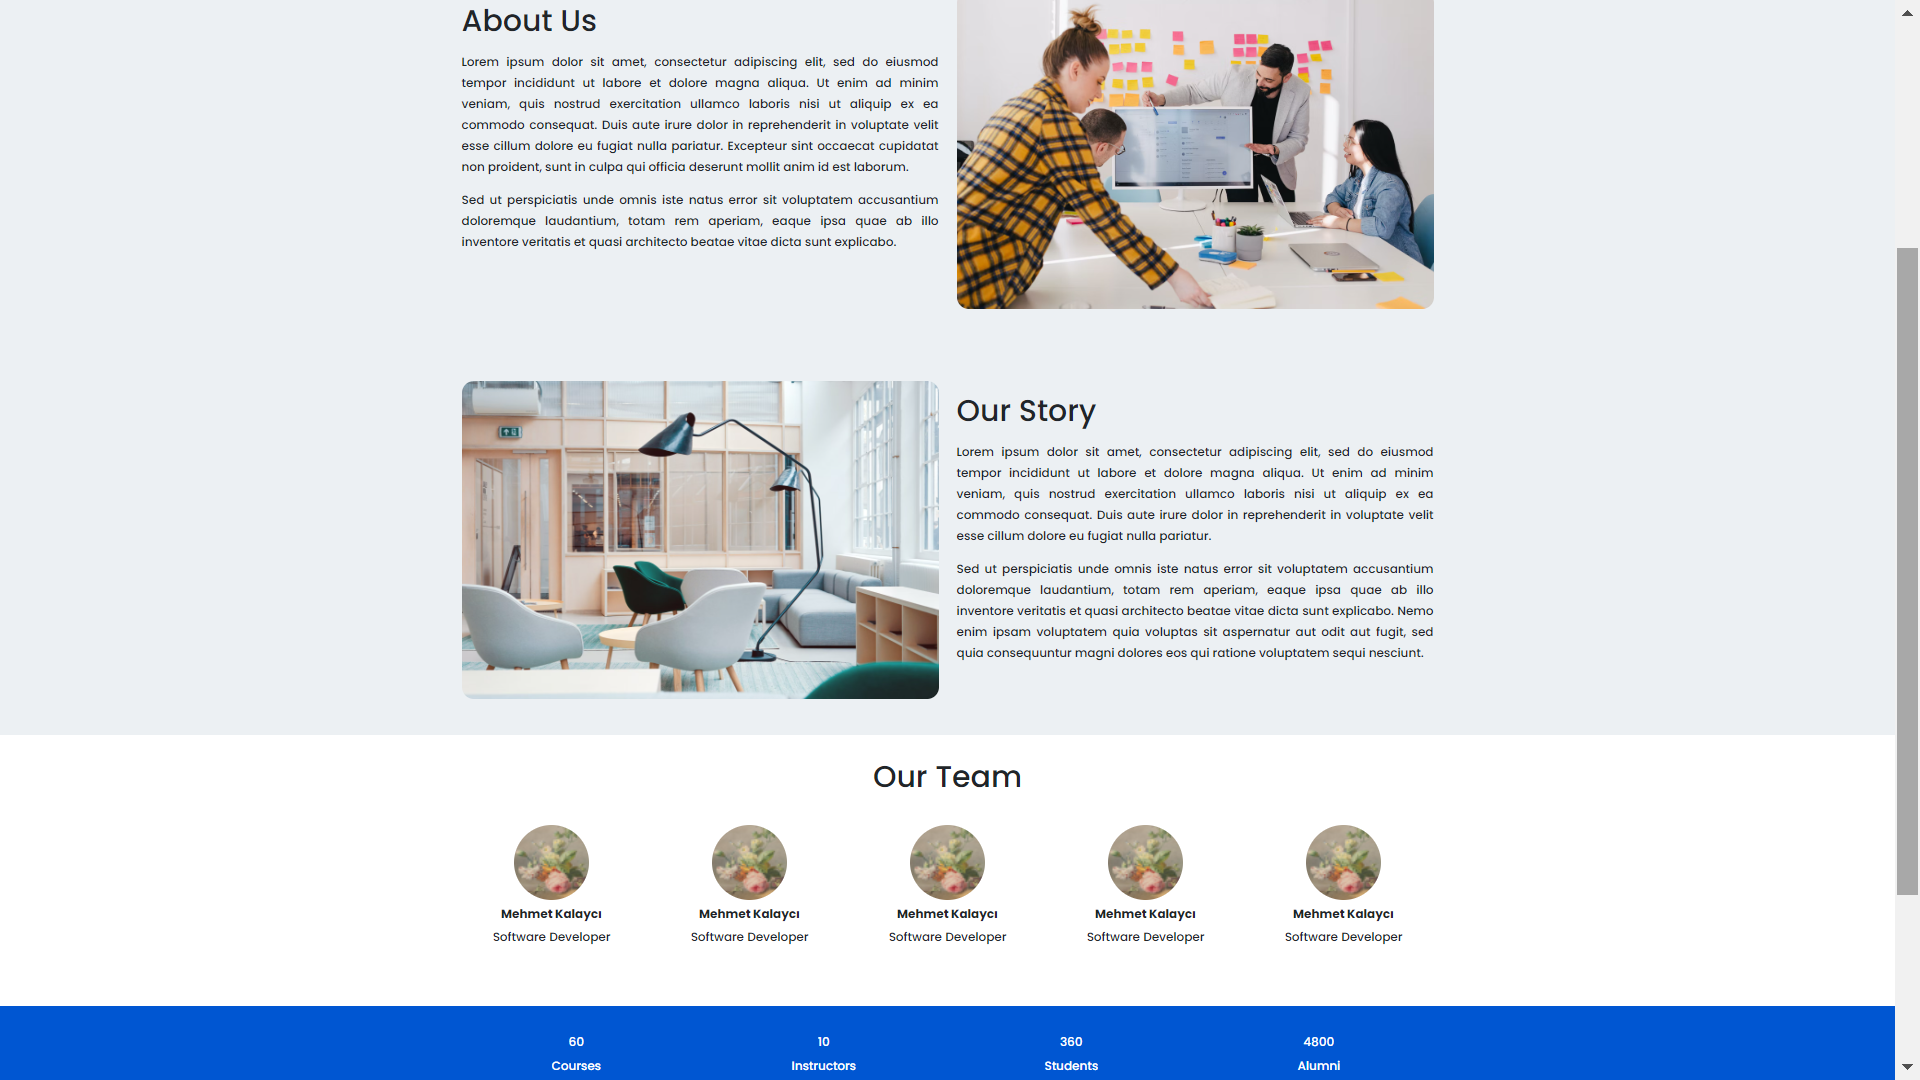 About Us
Lorem ipsum dolor sit amet, consectetur adipiscing elit, sed do eiusmod
tempor incididunt ut labore et dolore magna aliqua. Ut enim ad minim
veniam, quis nostrud exercitation ullamco laboris nisi ut aliquip ex ea
commodo consequat. Duis aute irure dolor in reprehenderit in voluptate velit
esse cillum dolore eu fugiat nulla pariatur. Excepteur sint occaecat cupidatat
non proident, sunt in culpa qui officia deserunt mollit anim id est laborum.
Sed ut perspiciatis unde omnis iste natus error sit voluptatem accusantium
doloremque laudantium, totam rem aperiam, eaque ipsa quae ab illo
inventore veritatis et quasi architecto beatae vitae dicta sunt explicabo.
Our Story
Lorem ipsum dolor sit amet, consectetur adipiscing elit, sed do eiusmod
tempor incididunt ut labore et dolore magna aliqua. Ut enim ad minim
veniam, quis nostrud exercitation ullamco laboris nisi ut aliquip ex ea
commodo consequat. Duis aute irure dolor in reprehenderit in voluptate velit
esse cillum dolore eu fugiat nulla pariatur.
Sed ut perspiciatis unde omnis iste natus error sit voluptatem accusantium
doloremque laudantium, totam rem aperiam, eaque ipsa quae ab illo
inventore veritatis et quasi architecto beatae vitae dicta sunt explicabo. Nemo
enim ipsam voluptatem quia voluptas sit aspernatur aut odit aut fugit, sed
quia consequuntur magni dolores eos qui ratione voluptatem sequi nesciunt.
Our Team
Mehmet Kalaycı
Software Developer
Mehmet Kalaycı
Software Developer
Mehmet Kalaycı
Software Developer
Mehmet Kalaycı
Software Developer
Mehmet Kalaycı
Software Developer
60
Courses
10
Instructors
360
Students
4800
Alumni